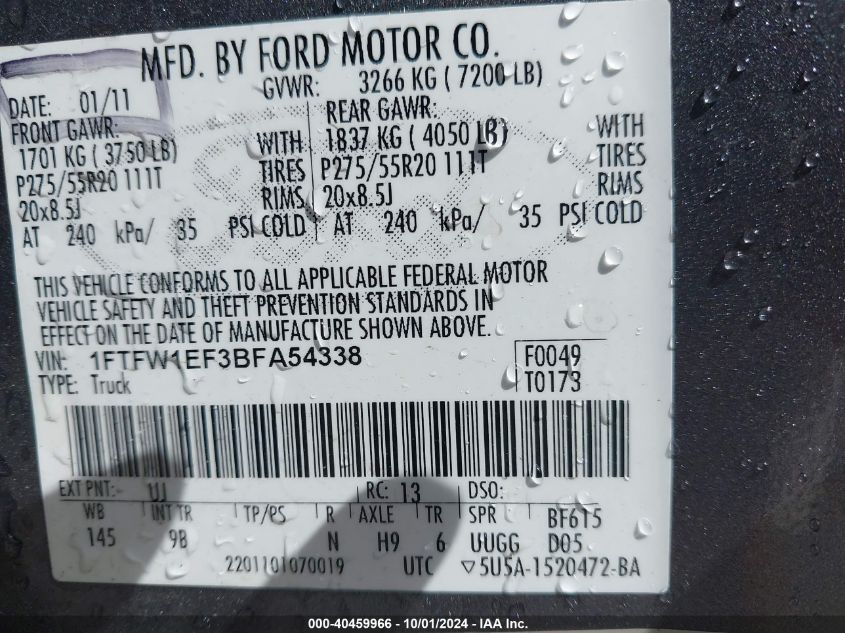 MFD. BY FORD MOTOR CO.
DATE: 01/11 GVWR: 3266 KG ( 7200 LB)
FRONT GAWR: REAR GAWR:
1701 KG ( 3750 LB) WITH 1837 KG ( 4050 LB) WITH
P275/55R20 111T TIRES P275/55R20 111T TIRES
20x8.5J RIMS 20x8.5J RIMS
AT 240 kPa/ 35 PSI COLD AT 240 kPa/ 35 PSI COLD
THIS VEHICLE CONFORMS TO ALL APPLICABLE FEDERAL MOTOR
VEHICLE SAFETY AND THEFT PREVENTION STANDARDS IN
EFFECT ON THE DATE OF MANUFACTURE SHOWN ABOVE.
VIN: 1FTFW1EF3BFA54338 F0049
TYPE: Truck T0173
EXT PNT: UJ RC: 13 DSO:
WB INT TR TP/PS R AXLE TR SPR BF615
145 9B N H9 6 UUGG D05
2201101070019 UTC ▽5U5A-1520472-BA
000-40459966 - 10/01/2024 - IAA Inc.